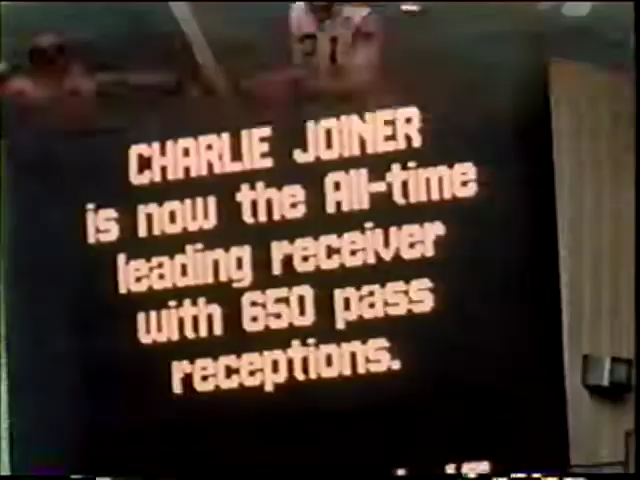 CHARLIE JOINER
is now the All-time
leading receiver
with 650 pass
receptions.